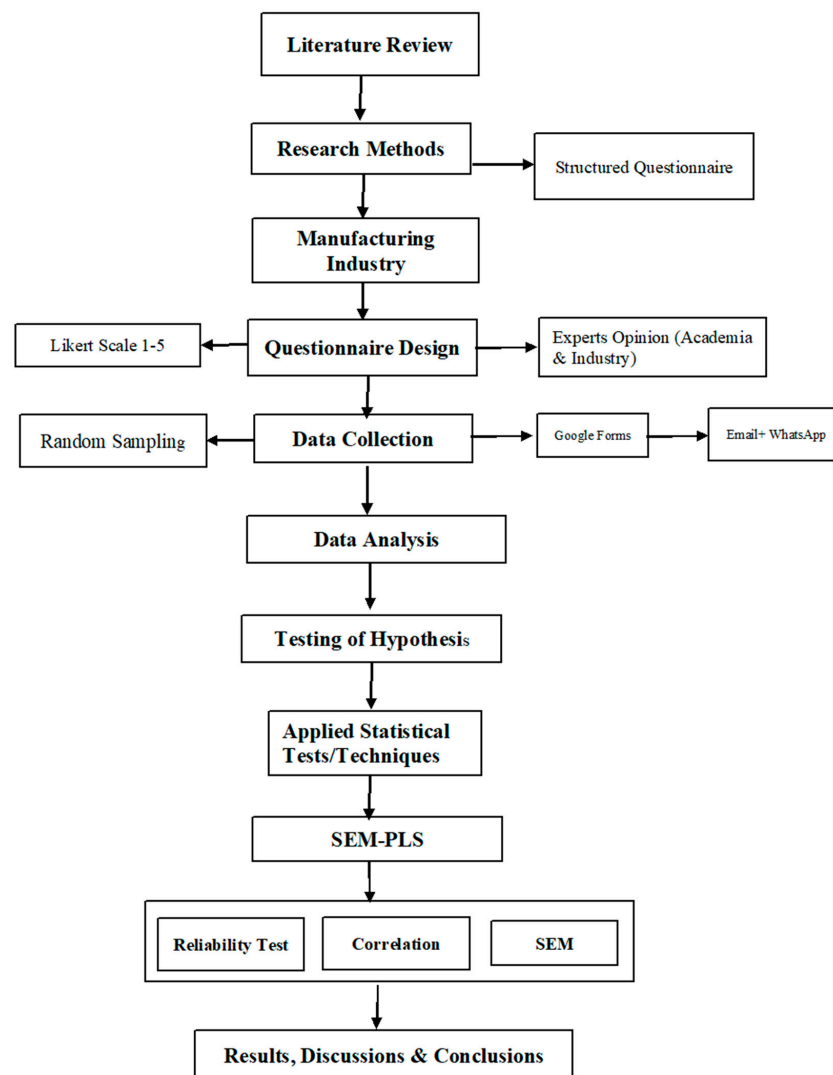 Literature Review
Research Methods
Structured Questionnaire
Manufacturing
Industry
Likert Scale 1-5
Questionnaire Design
Experts Opinion (Academia
& Industry)
Random Sampling
Data Collection
Google Forms
Email+ WhatsApp
Data Analysis
Testing of Hypothesis
Applied Statistical
Tests/Techniques
SEM-PLS
Reliability Test
Correlation
SEM
Results, Discussions & Conclusions